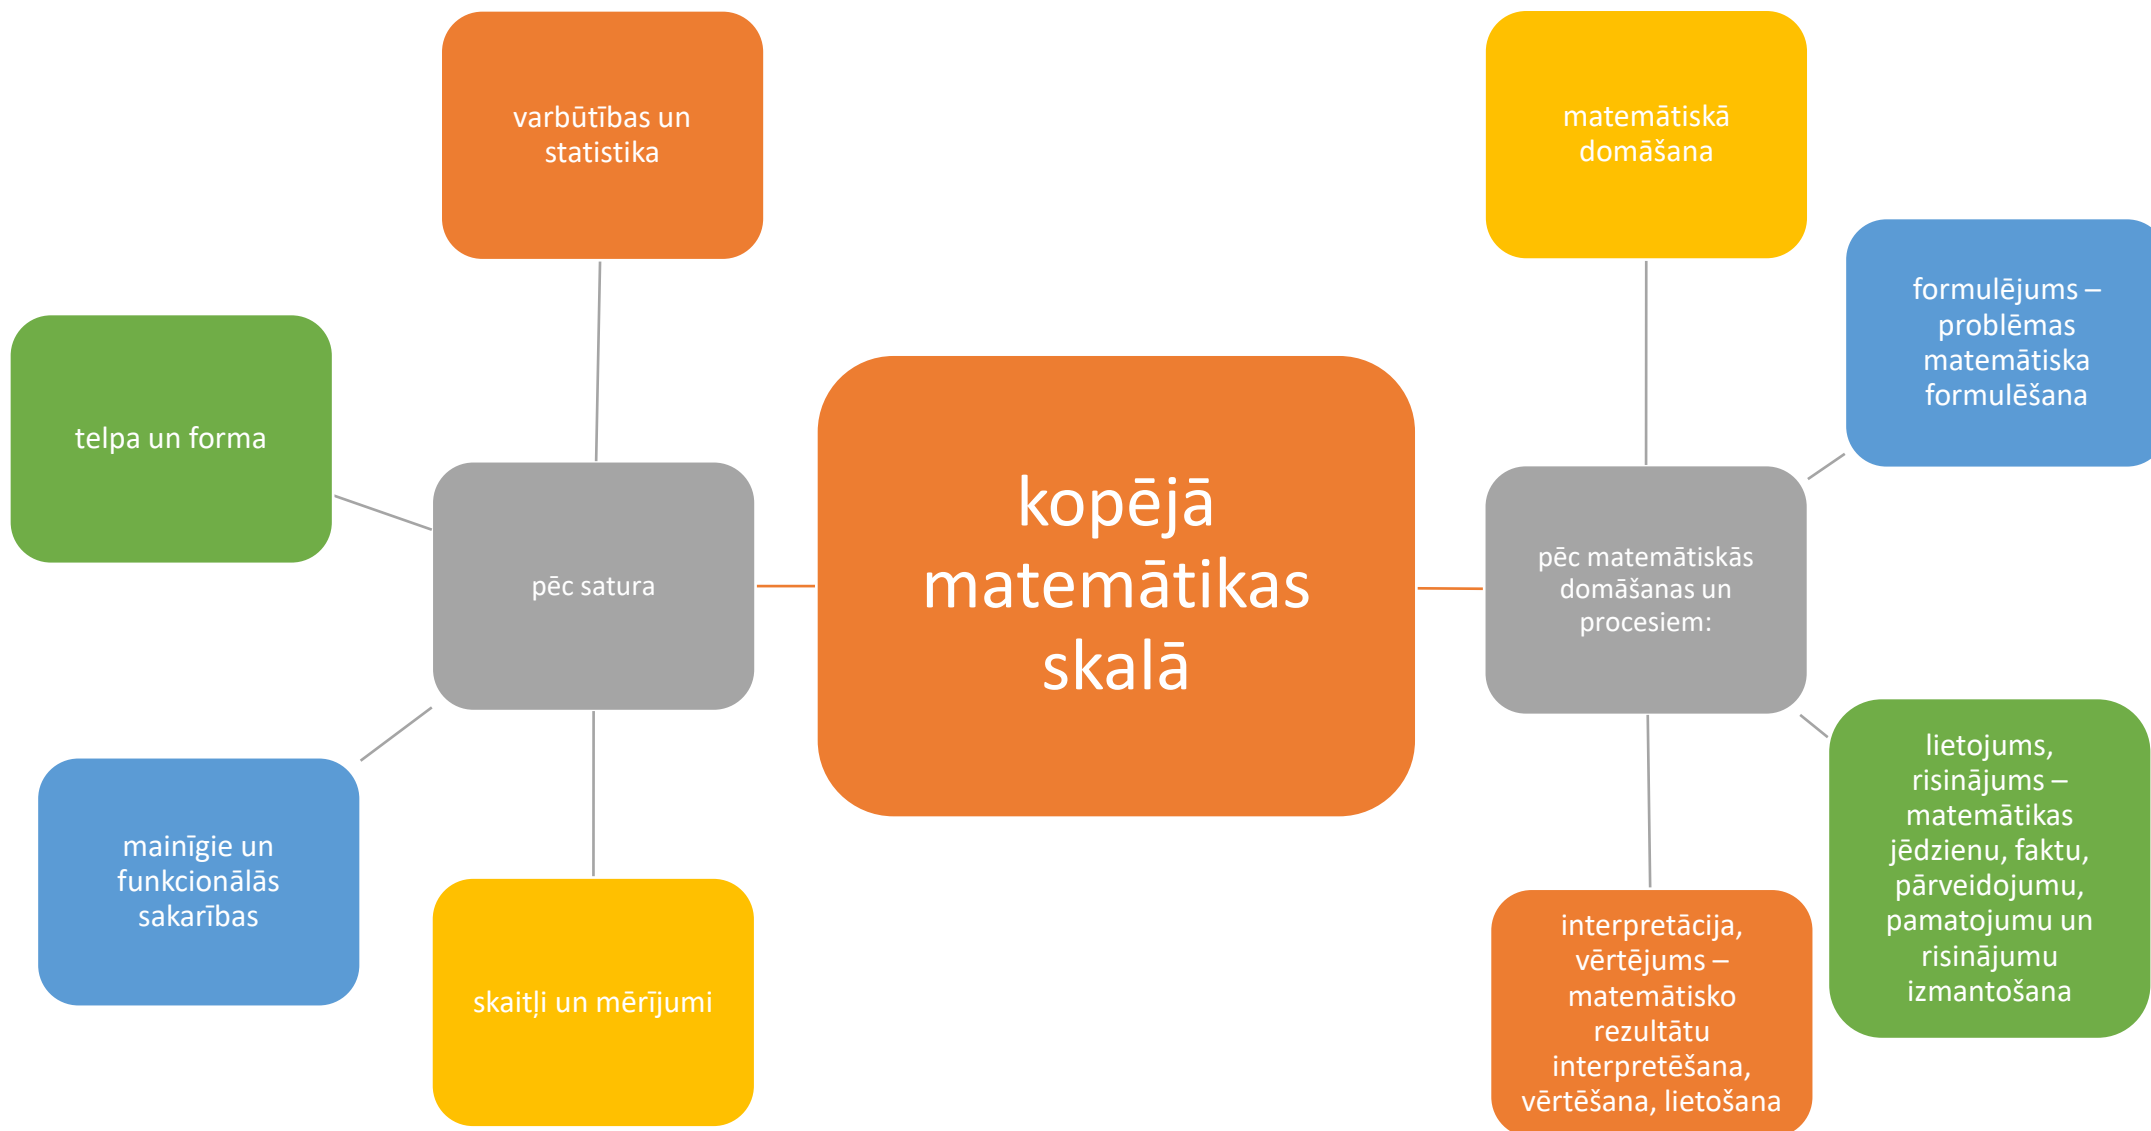 varbūtības un
statistika
telpa un forma
pēc satura
mainīgie un
funkcionālās
sakarības
skaitļi un mērījumi
kopējā
matemātikas
skalā
matemātiskā
domāšana
formulējums –
problēmas
matemātiska
formulēšana
pēc matemātiskās
domāšanas un
procesiem:
lietojums,
risinājums –
matemātikas
jēdzienu, faktu,
pārveidojumu,
pamatojumu un
risinājumu
izmantošana
interpretācija,
vērtējums –
matemātisko
rezultātu
interpretēšana,
vērtēšana, lietošana